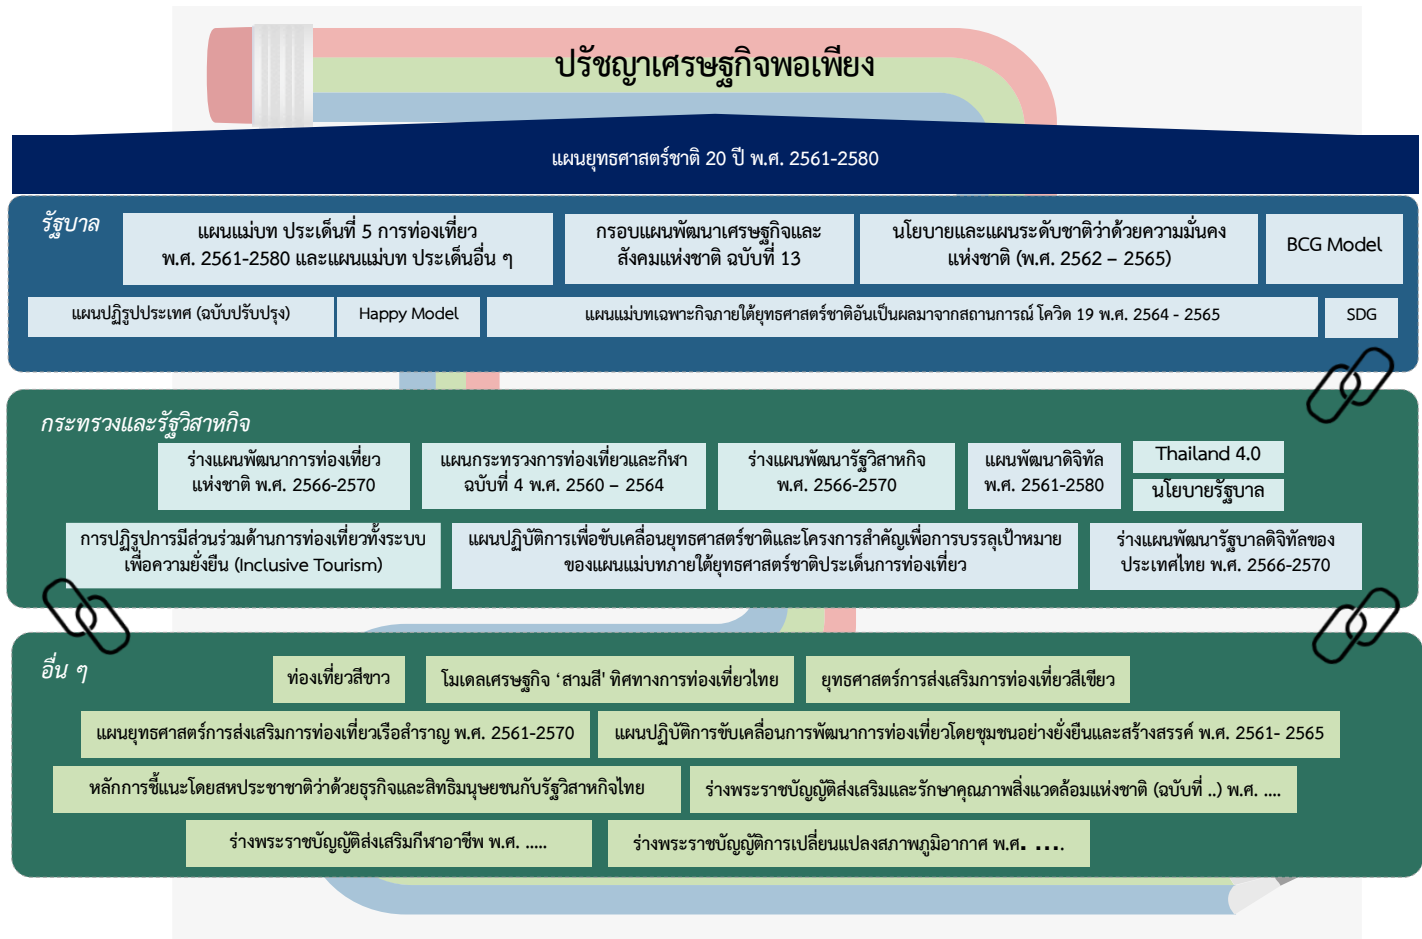 ปรัชญาเศรษฐกิจพอเพียง
แผนยุทธศาสตร์ชาติ 20 ปี พ.ศ. 2561-2580
รัฐบาล
แผนแม่บท ประเด็นที่ 5 การท่องเที่ยว
พ.ศ. 2561-2580 และแผนแม่บท ประเด็นอื่น ๆ
กรอบแผนพัฒนาเศรษฐกิจและ
สังคมแห่งชาติ ฉบับที่ 13
นโยบายและแผนระดับชาติว่าด้วยความมั่นคง
แห่งชาติ (พ.ศ. 2562 – 2565)
BCG Model
แผนปฏิรูปประเทศ (ฉบับปรับปรุง)
Happy Model
แผนแม่บทเฉพาะกิจภายใต้ยุทธศาสตร์ชาติอันเป็นผลมาจากสถานการณ์ โควิด 19 พ.ศ. 2564 - 2565
SDG
กระทรวงและรัฐวิสาหกิจ
ร่างแผนพัฒนาการท่องเที่ยว
แห่งชาติ พ.ศ. 2566-2570
แผนกระทรวงการท่องเที่ยวและกีฬา
ฉบับที่ 4 พ.ศ. 2560 – 2564
ร่างแผนพัฒนารัฐวิสาหกิจ
พ.ศ. 2566-2570
แผนพัฒนาดิจิทัล
พ.ศ. 2561-2580
Thailand 4.0
นโยบายรัฐบาล
การปฏิรูปการมีส่วนร่วมด้านการท่องเที่ยวทั้งระบบ
เพื่อความยั่งยืน (Inclusive Tourism)
แผนปฏิบัติการเพื่อขับเคลื่อนยุทธศาสตร์ชาติและโครงการสำคัญเพื่อการบรรลุเป้าหมาย
ของแผนแม่บทภายใต้ยุทธศาสตร์ชาติประเด็นการท่องเที่ยว
ร่างแผนพัฒนารัฐบาลดิจิทัลของ
ประเทศไทย พ.ศ. 2566-2570
อื่น ๆ
ท่องเที่ยวสีขาว
โมเดลเศรษฐกิจ ‘สามสี' ทิศทางการท่องเที่ยวไทย
ยุทธศาสตร์การส่งเสริมการท่องเที่ยวสีเขียว
แผนยุทธศาสตร์การส่งเสริมการท่องเที่ยวเรือสำราญ พ.ศ. 2561-2570
แผนปฏิบัติการขับเคลื่อนการพัฒนาการท่องเที่ยวโดยชุมชนอย่างยั่งยืนและสร้างสรรค์ พ.ศ. 2561- 2565
หลักการชี้แนะโดยสหประชาชาติว่าด้วยธุรกิจและสิทธิมนุษยชนกับรัฐวิสาหกิจไทย
ร่างพระราชบัญญัติส่งเสริมและรักษาคุณภาพสิ่งแวดล้อมแห่งชาติ (ฉบับที่ ..) พ.ศ. ....
ร่างพระราชบัญญัติส่งเสริมกีฬาอาชีพ พ.ศ. .....
ร่างพระราชบัญญัติการเปลี่ยนแปลงสภาพภูมิอากาศ พ.ศ. ....